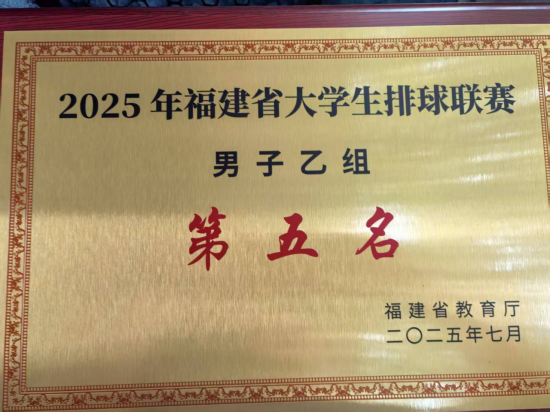 2025年福建省大学生排球联赛
男子乙组
第五名
福建省教育厅
二〇二五年七月